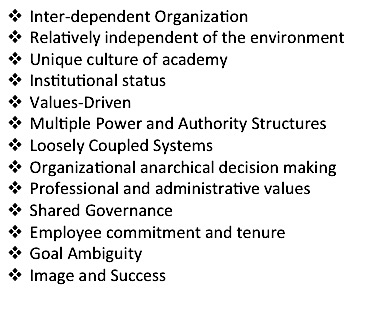 ❖ Inter-dependent Organization
❖ Relatively independent of the environment
❖ Unique culture of academy
❖ Institutional status
❖ Values-Driven
❖ Multiple Power and Authority Structures
❖ Loosely Coupled Systems
❖ Organizational anarchical decision making
❖ Professional and administrative values
❖ Shared Governance
❖ Employee commitment and tenure
❖ Goal Ambiguity
❖ Image and Success